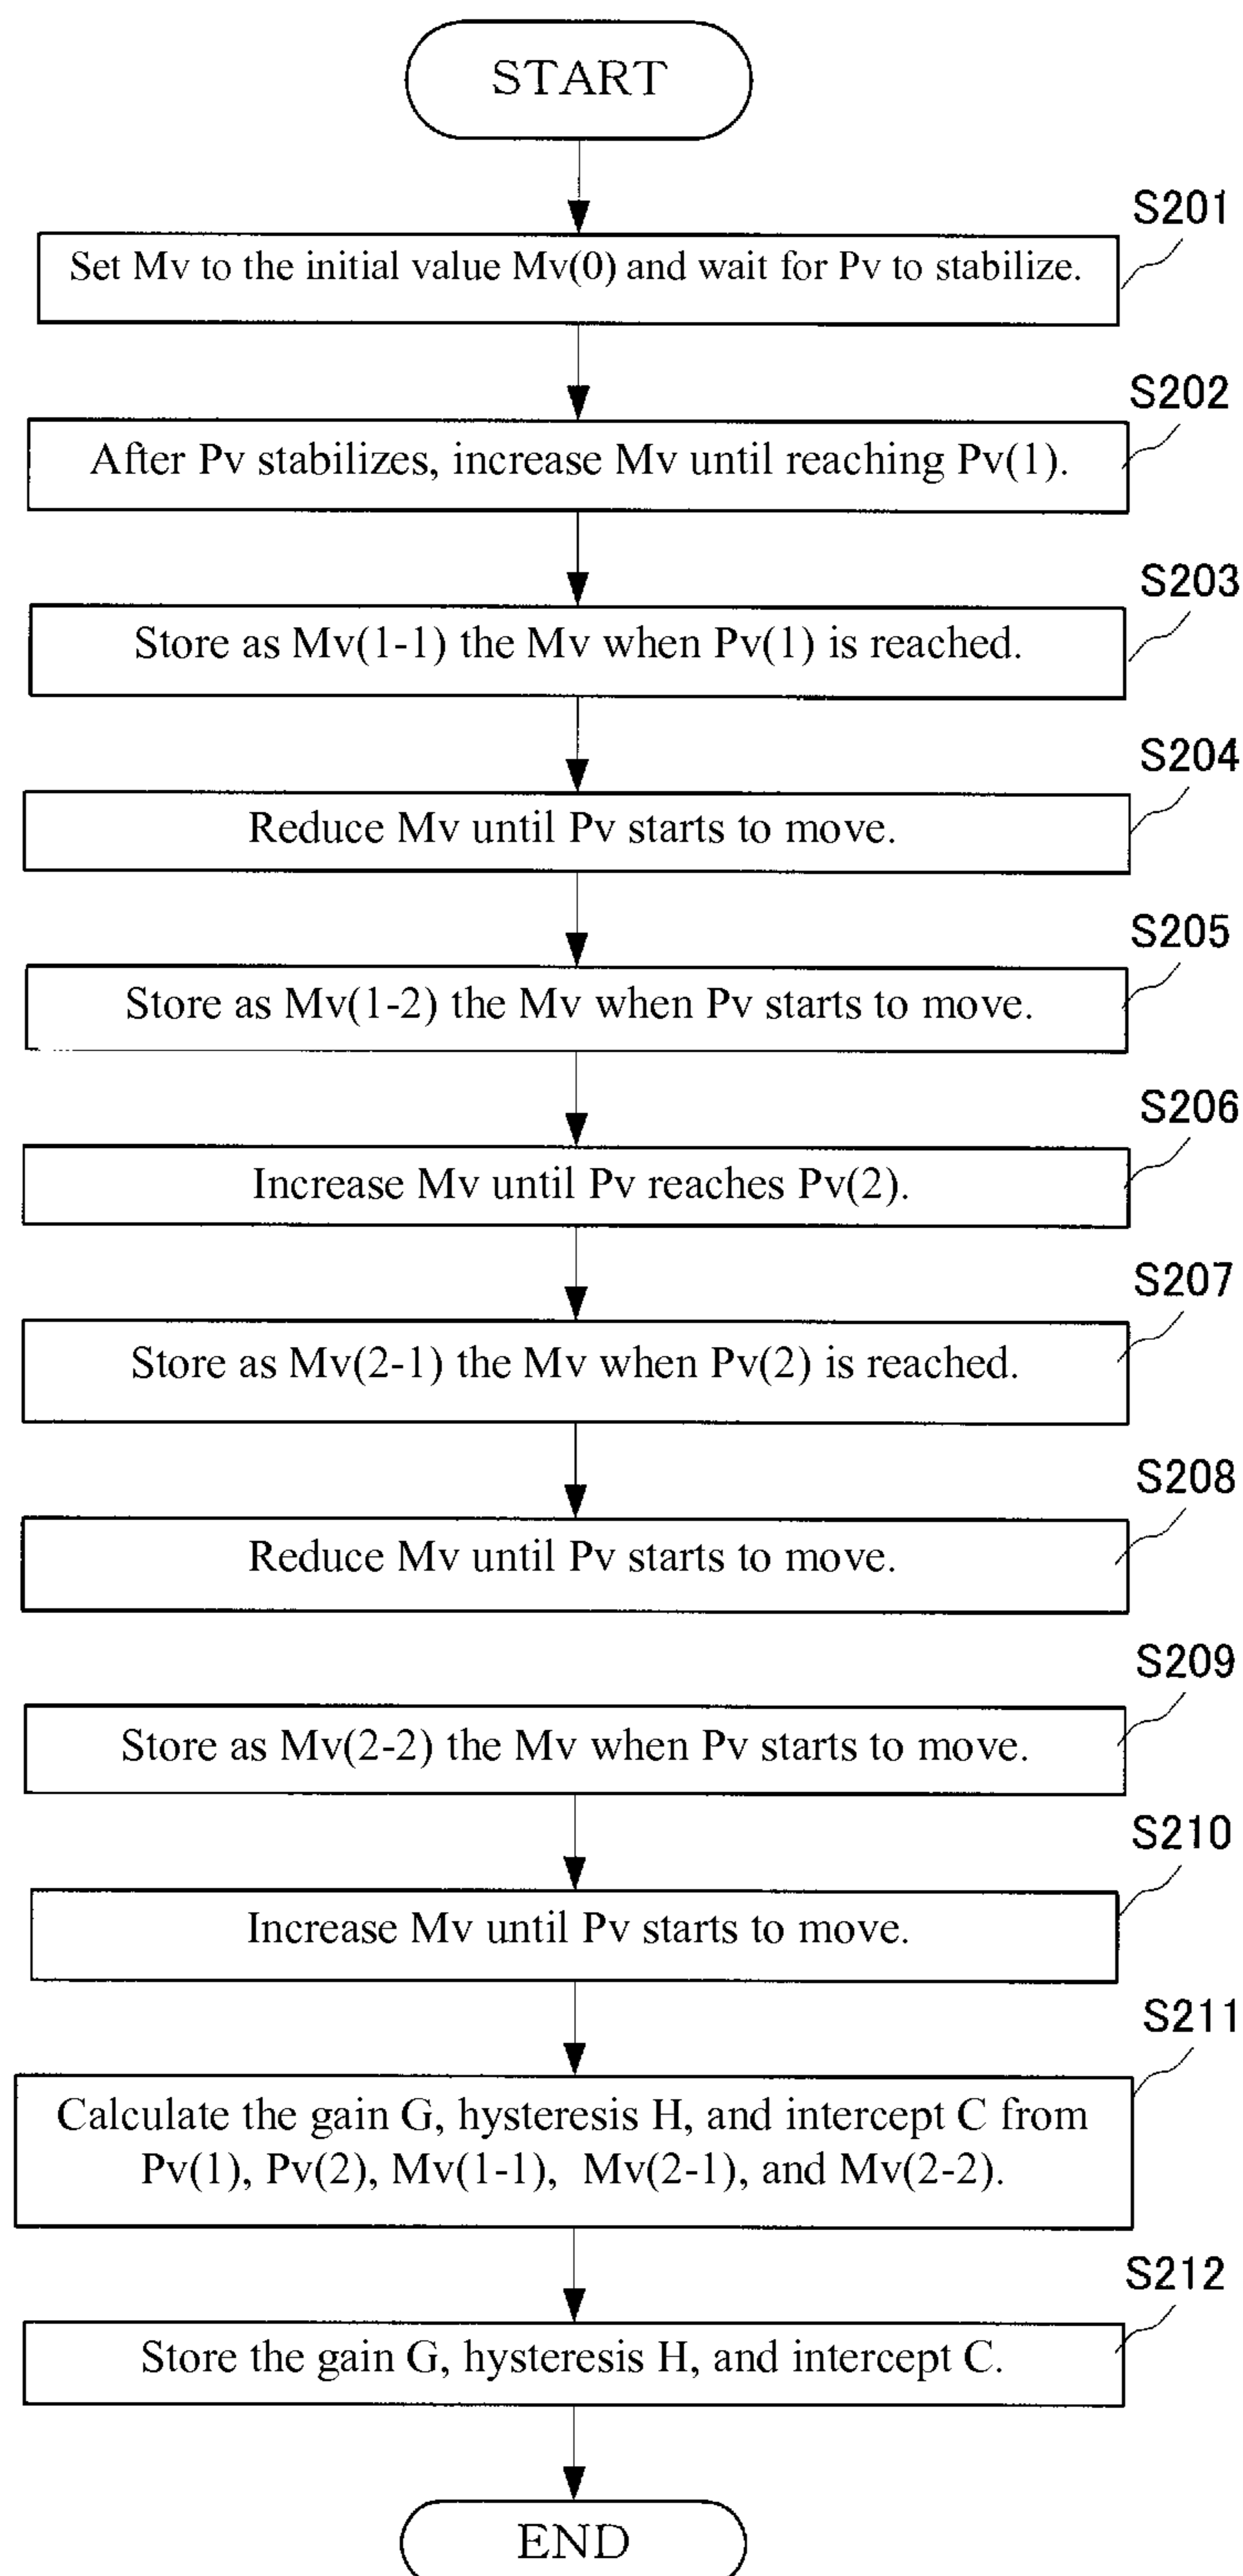 START
S201
Set Mv to the initial value Mv(0) and wait for Pv to stabilize.
S202
After Pv stabilizes, increase Mv until reaching Pv(1).
S203
Store as Mv(1-1) the Mv when Pv(1) is reached.
S204
Reduce Mv until Pv starts to move.
S205
Store as Mv(1-2) the Mv when Pv starts to move.
S206
Increase Mv until Pv reaches Pv(2).
S207
Store as Mv(2-1) the Mv when Pv(2) is reached.
S208
Reduce Mv until Pv starts to move.
S209
Store as Mv(2-2) the Mv when Pv starts to move.
S210
Increase Mv until Pv starts to move.
S211
Calculate the gain G, hysteresis H, and intercept C from
Pv(1), Pv(2), Mv(1-1), Mv(2-1), and Mv(2-2).
S212
Store the gain G, hysteresis H, and intercept C.
END